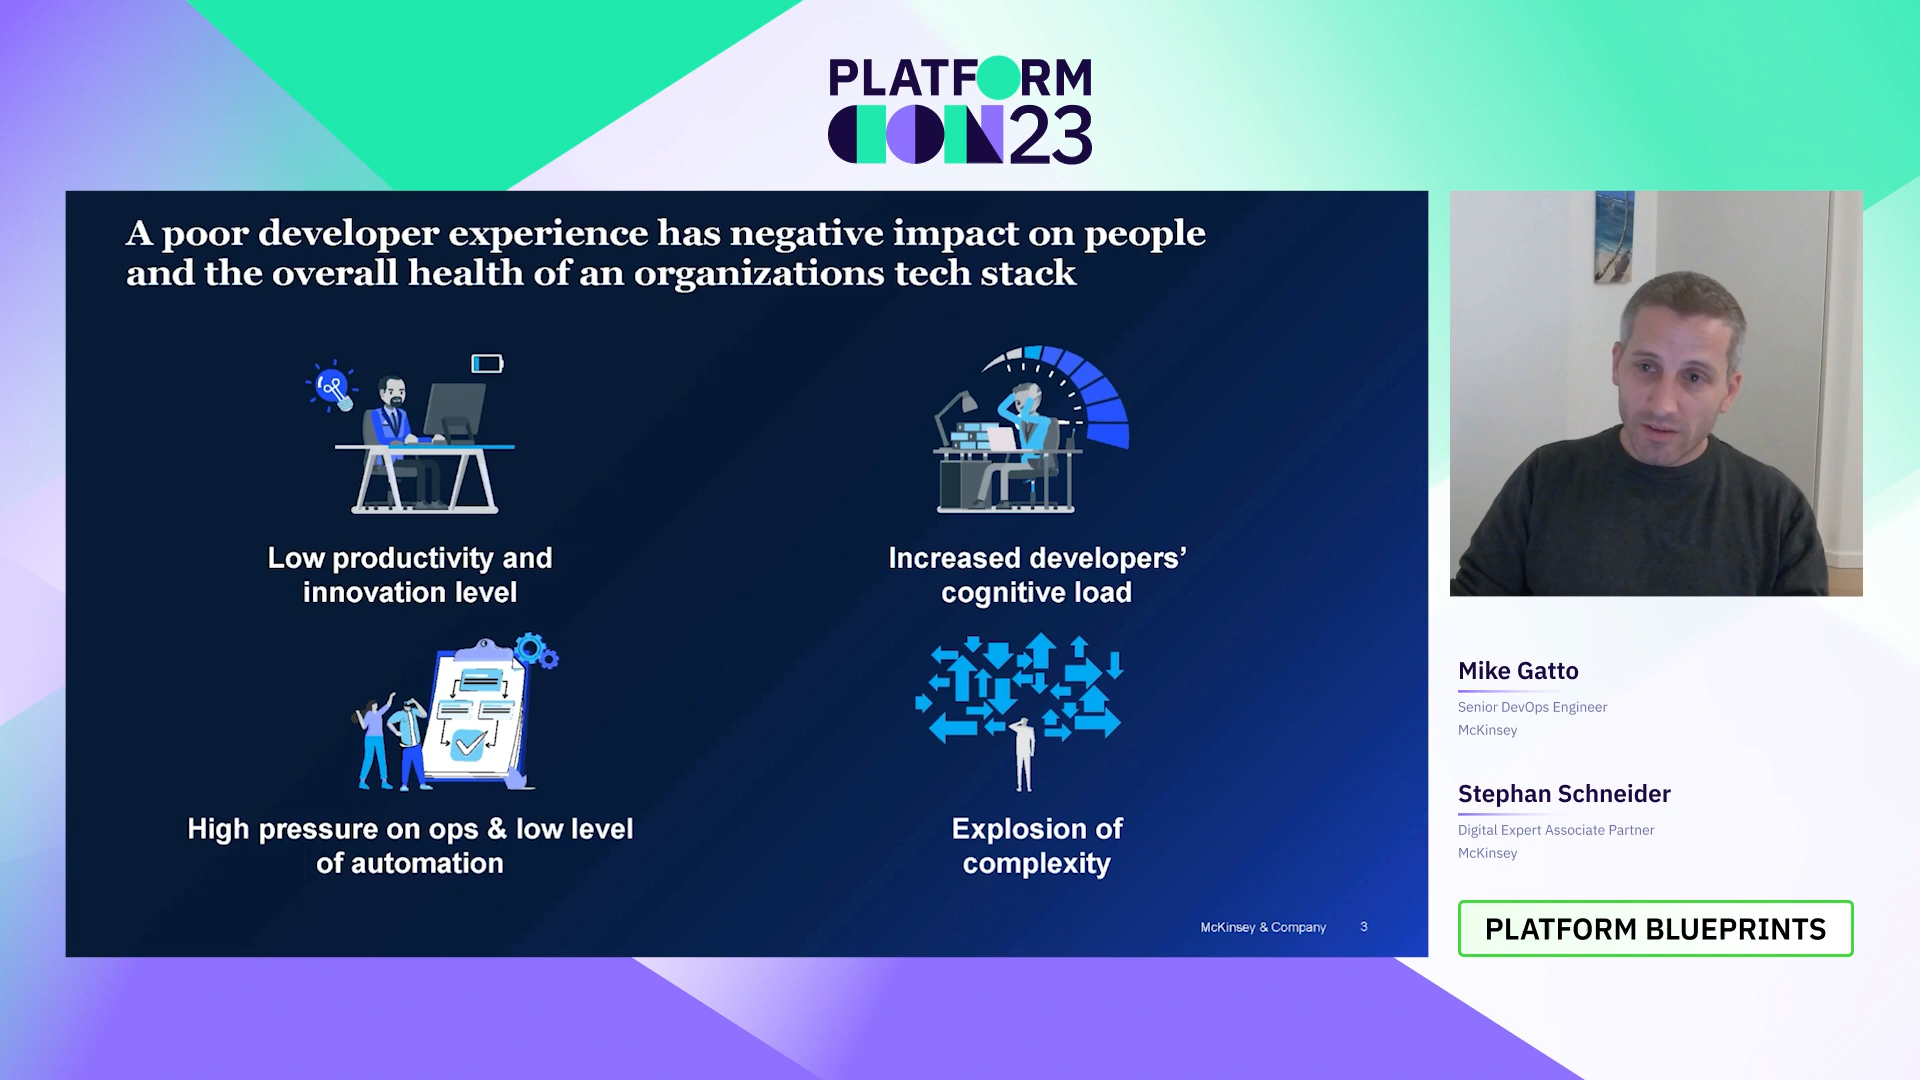 PLATFORM
CON23
A poor developer experience has negative impact on people
and the overall health of an organizations tech stack
Low productivity and
innovation level
Increased developers’
cognitive load
High pressure on ops & low level
of automation
Explosion of
complexity
McKinsey & Company 3
Mike Gatto
Senior DevOps Engineer
McKinsey
Stephan Schneider
Digital Expert Associate Partner
McKinsey
PLATFORM BLUEPRINTS